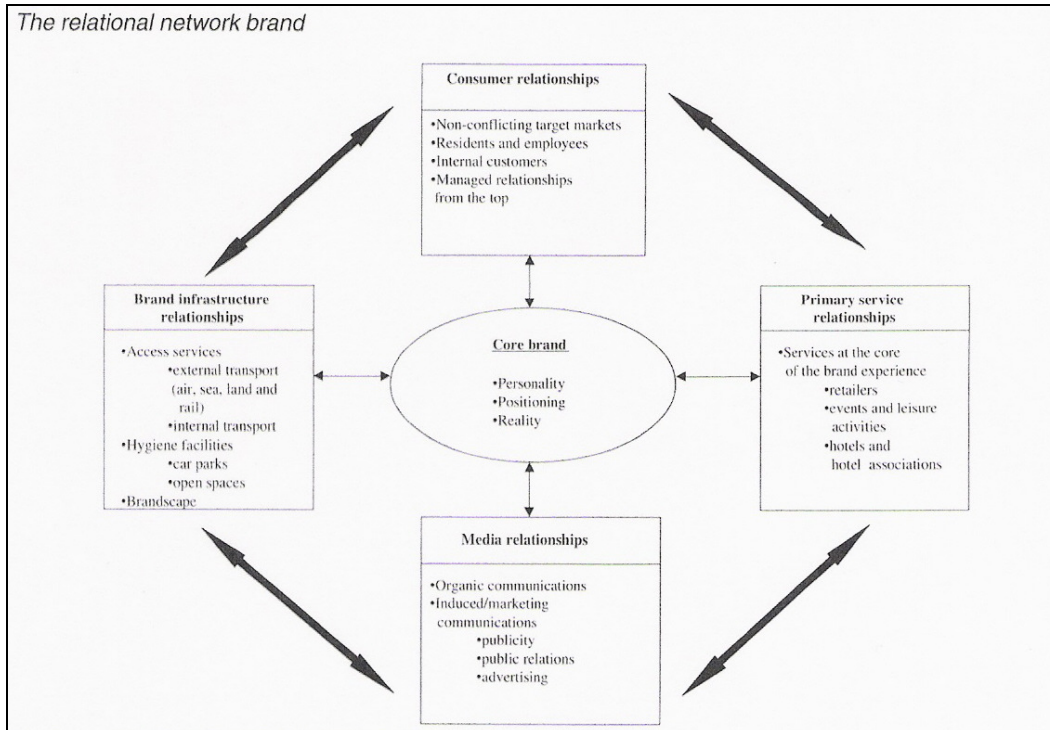 The relational network brand
Consumer relationships
•Non-conflicting target markets
•Residents and employees
•Internal customers
•Managed relationships
from the top
Brand infrastructure
relationships
•Access services
•external transport
(air, sea, land and
rail)
•internal transport
•Hygiene facilities
•car parks
•open spaces
•Brandscape
Core brand
•Personality
•Positioning
•Reality
Primary service
relationships
•Services at the core
of the brand experience
•retailers
•events and leisure
activities
•hotels and
hotel associations
Media relationships
•Organic communications
•Induced/marketing
communications
•publicity
•public relations
•advertising